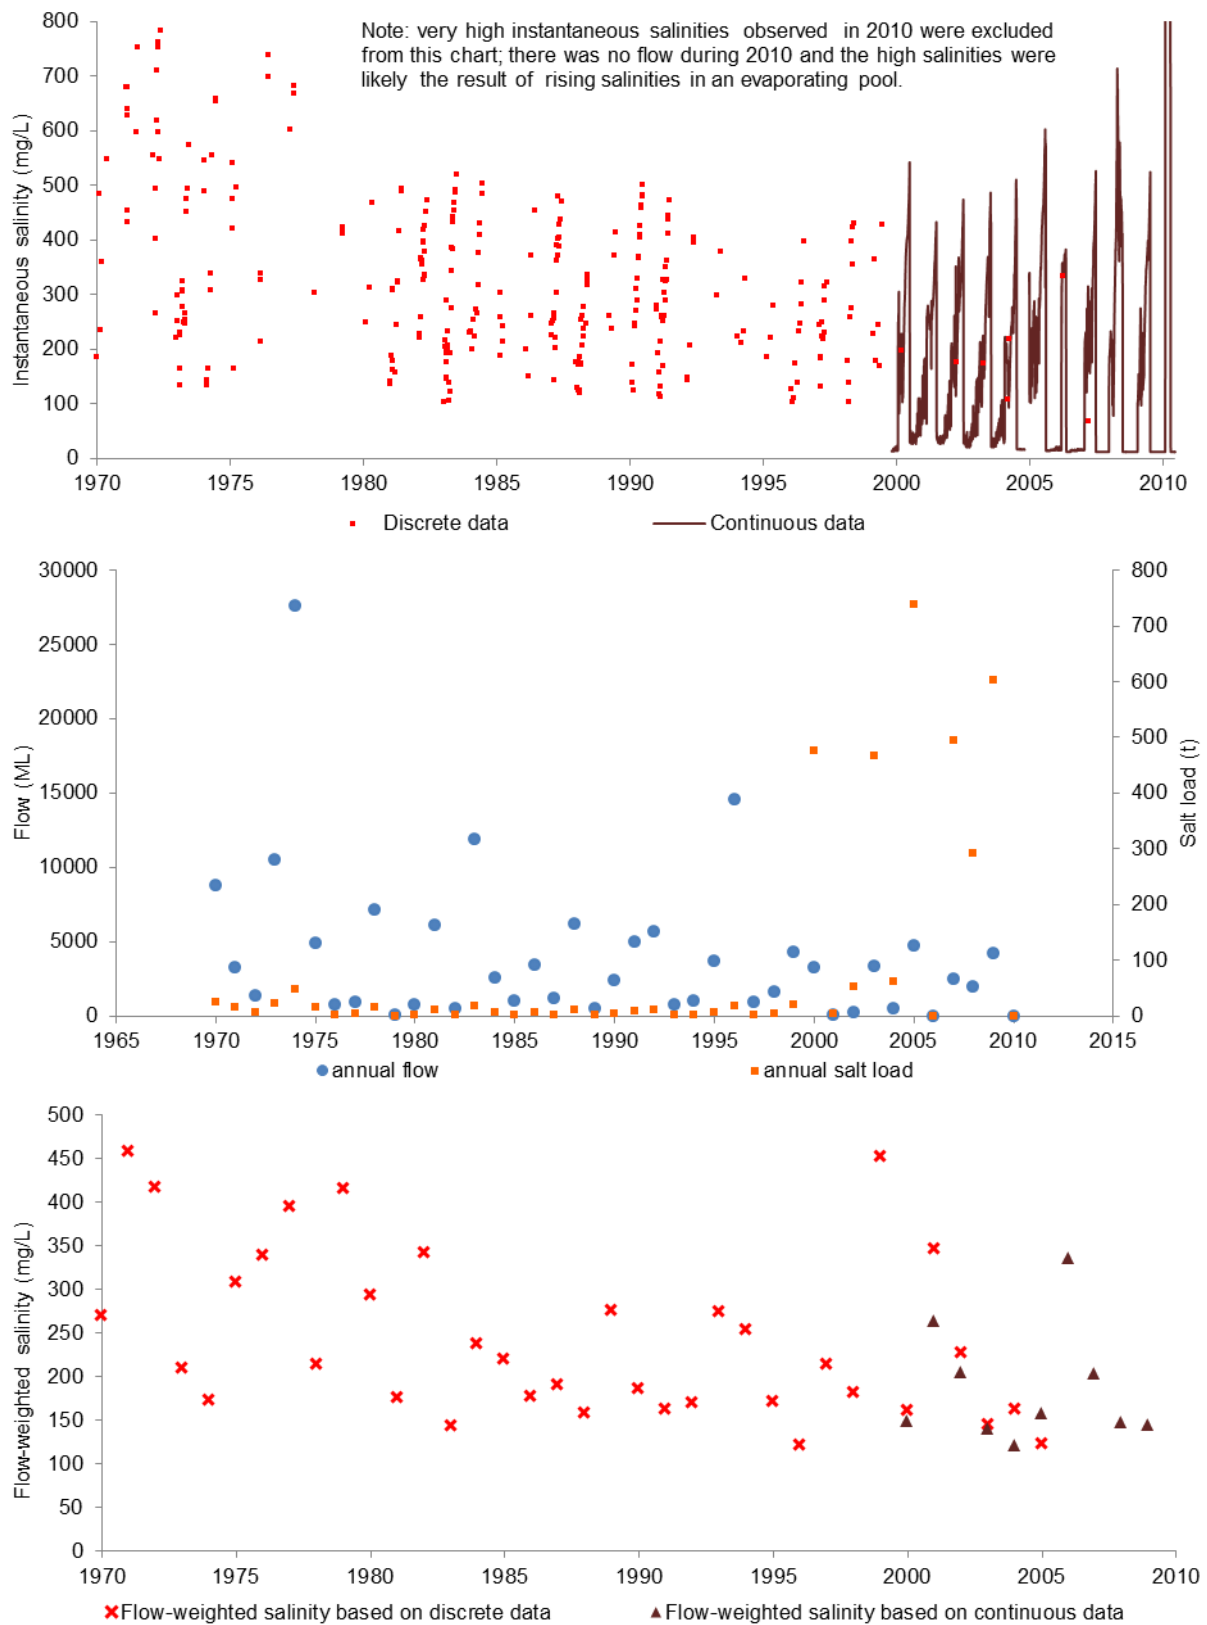 Note: very high instantaneous salinities observed in 2010 were excluded
from this chart; there was no flow during 2010 and the high salinities were
likely the result of rising salinities in an evaporating pool.
Instantaneous salinity (mg/L)
800
700
600
500
400
300
200
100
0
1970 1975 1980 1985 1990 1995 2000 2005 2010
Discrete data Continuous data
Flow (ML)
30000
25000
20000
15000
10000
5000
0
Salt load (t)
800
700
600
500
400
300
200
100
0
1965 1970 1975 1980 1985 1990 1995 2000 2005 2010 2015
annual flow annual salt load
Flow-weighted salinity (mg/L)
500
450
400
350
300
250
200
150
100
50
0
1970 1975 1980 1985 1990 1995 2000 2005 2010
Flow-weighted salinity based on discrete data Flow-weighted salinity based on continuous data